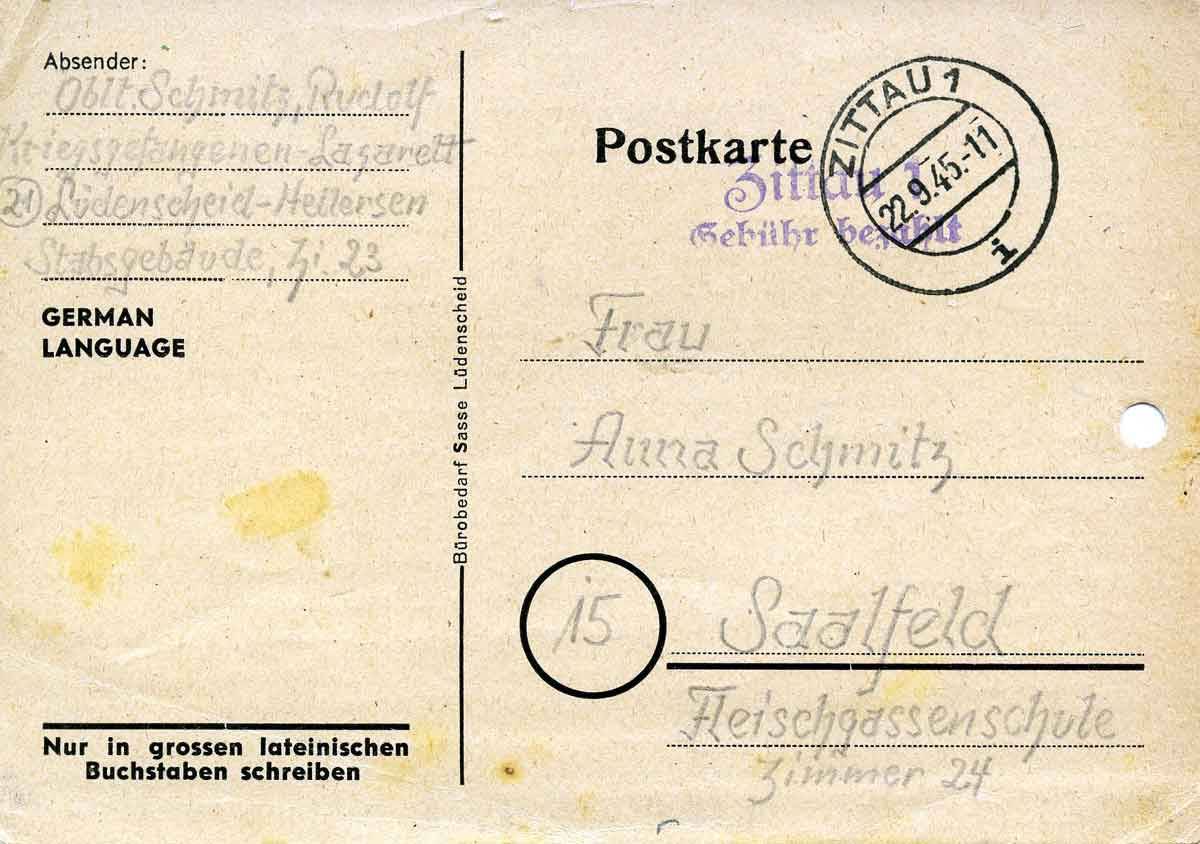 Absender:
Oblt. Schmitz, Rudolf
Kriegsgefangenen-Lazarett
21 Lüdenscheid-Hellersen
Stabsgebäude, Zi. 23
GERMAN
LANGUAGE
Nur in grossen lateinischen
Buchstaben schreiben
Bürobedarf Sasse Lüdenscheid
Postkarte
ZITTAU 1
22.9.45.-11
i
Zittau 1
Gebühr bezahlt
Frau
Anna Schmitz
15
Saalfeld
Fleischgassenschule
Zimmer 24